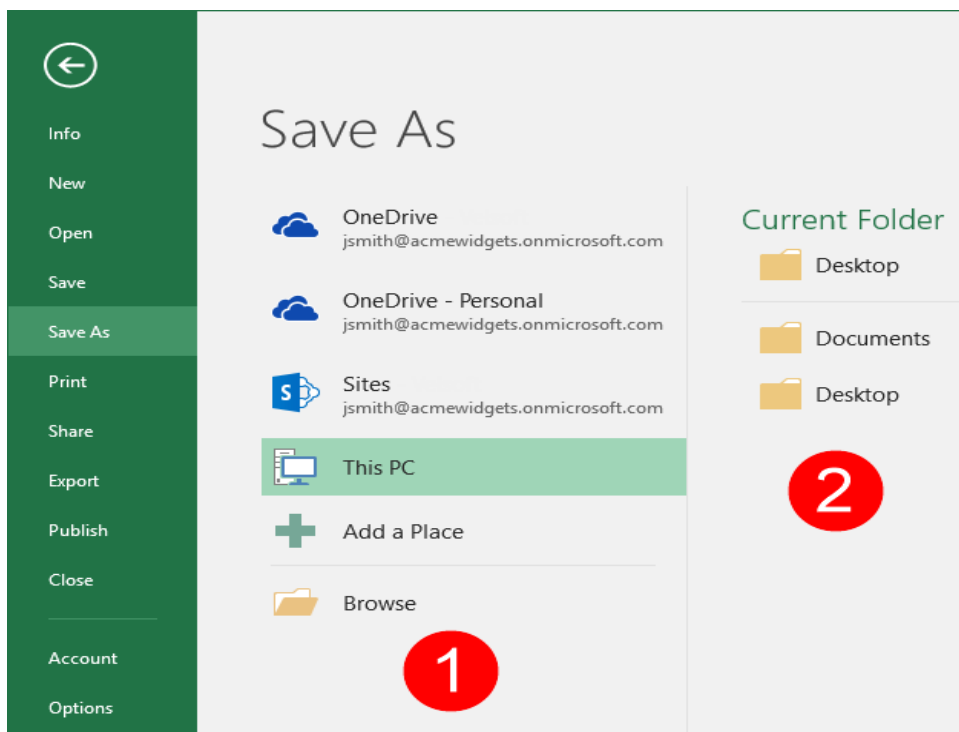 Info
New
Open
Save
Save As
Print
Share
Export
Publish
Close
Account
Options
Save As
OneDrive
jsmith@acmewidgets.onmicrosoft.com
OneDrive - Personal
jsmith@acmewidgets.onmicrosoft.com
S
Sites
jsmith@acmewidgets.onmicrosoft.com
This PC
Add a Place
Browse
1
Current Folder
Desktop
Documents
Desktop
2